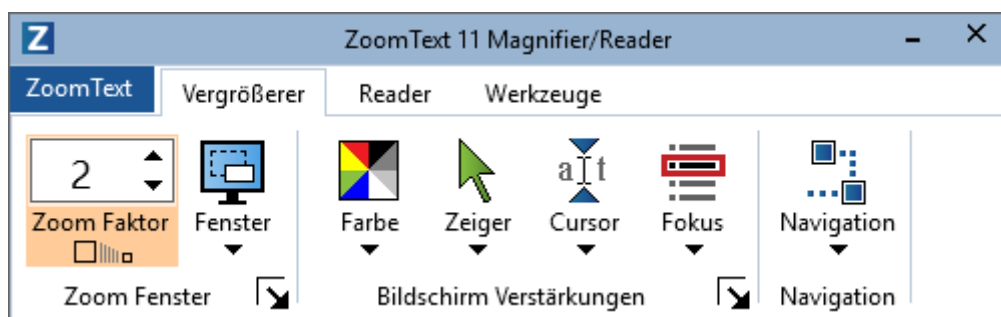 Z ZoomText 11 Magnifier/Reader
ZoomText Vergrößerer Reader Werkzeuge
2
a t
Zoom Faktor Fenster Farbe Zeiger Cursor Fokus Navigation
Zoom Fenster Bildschirm Verstärkungen Navigation